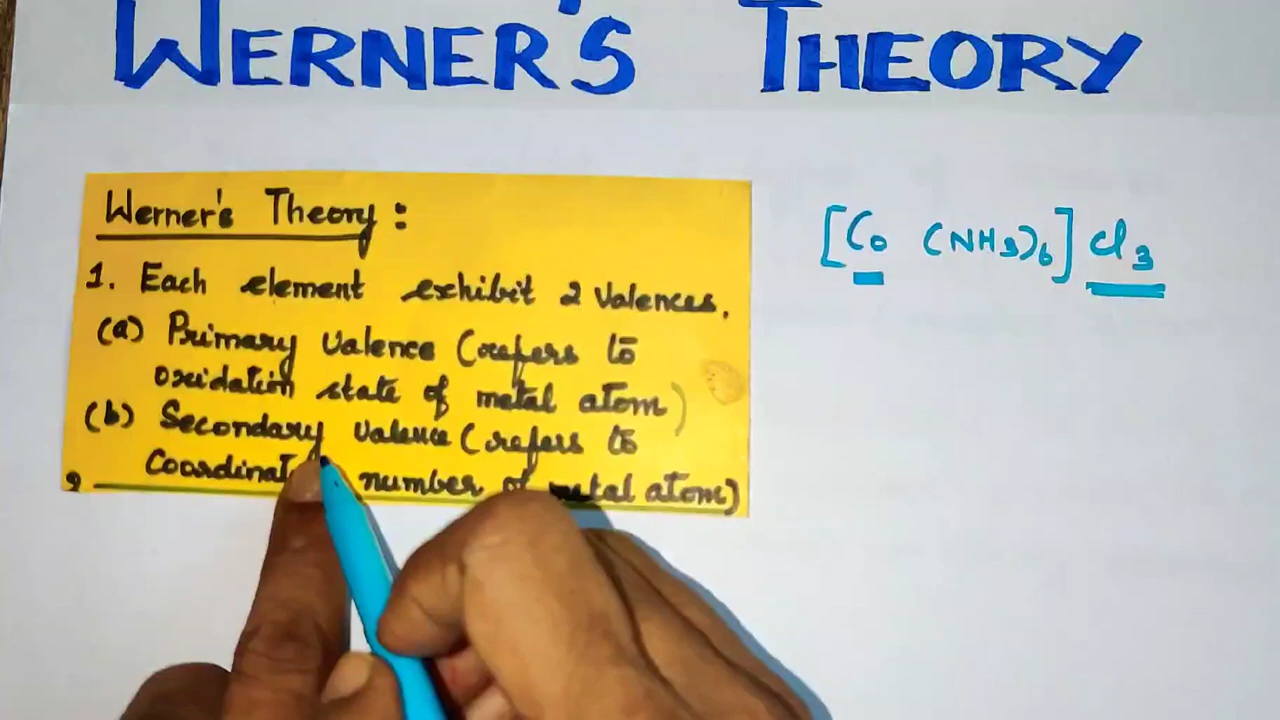 WERNER'S THEORY
Werner's Theory :
1. Each element exhibit 2 Valences.
(a) Primary valence (refers to
oxidation state of metal atom)
(b) Secondary valence (refers to
number of metal atom)
[Co (NH3)6] Cl3